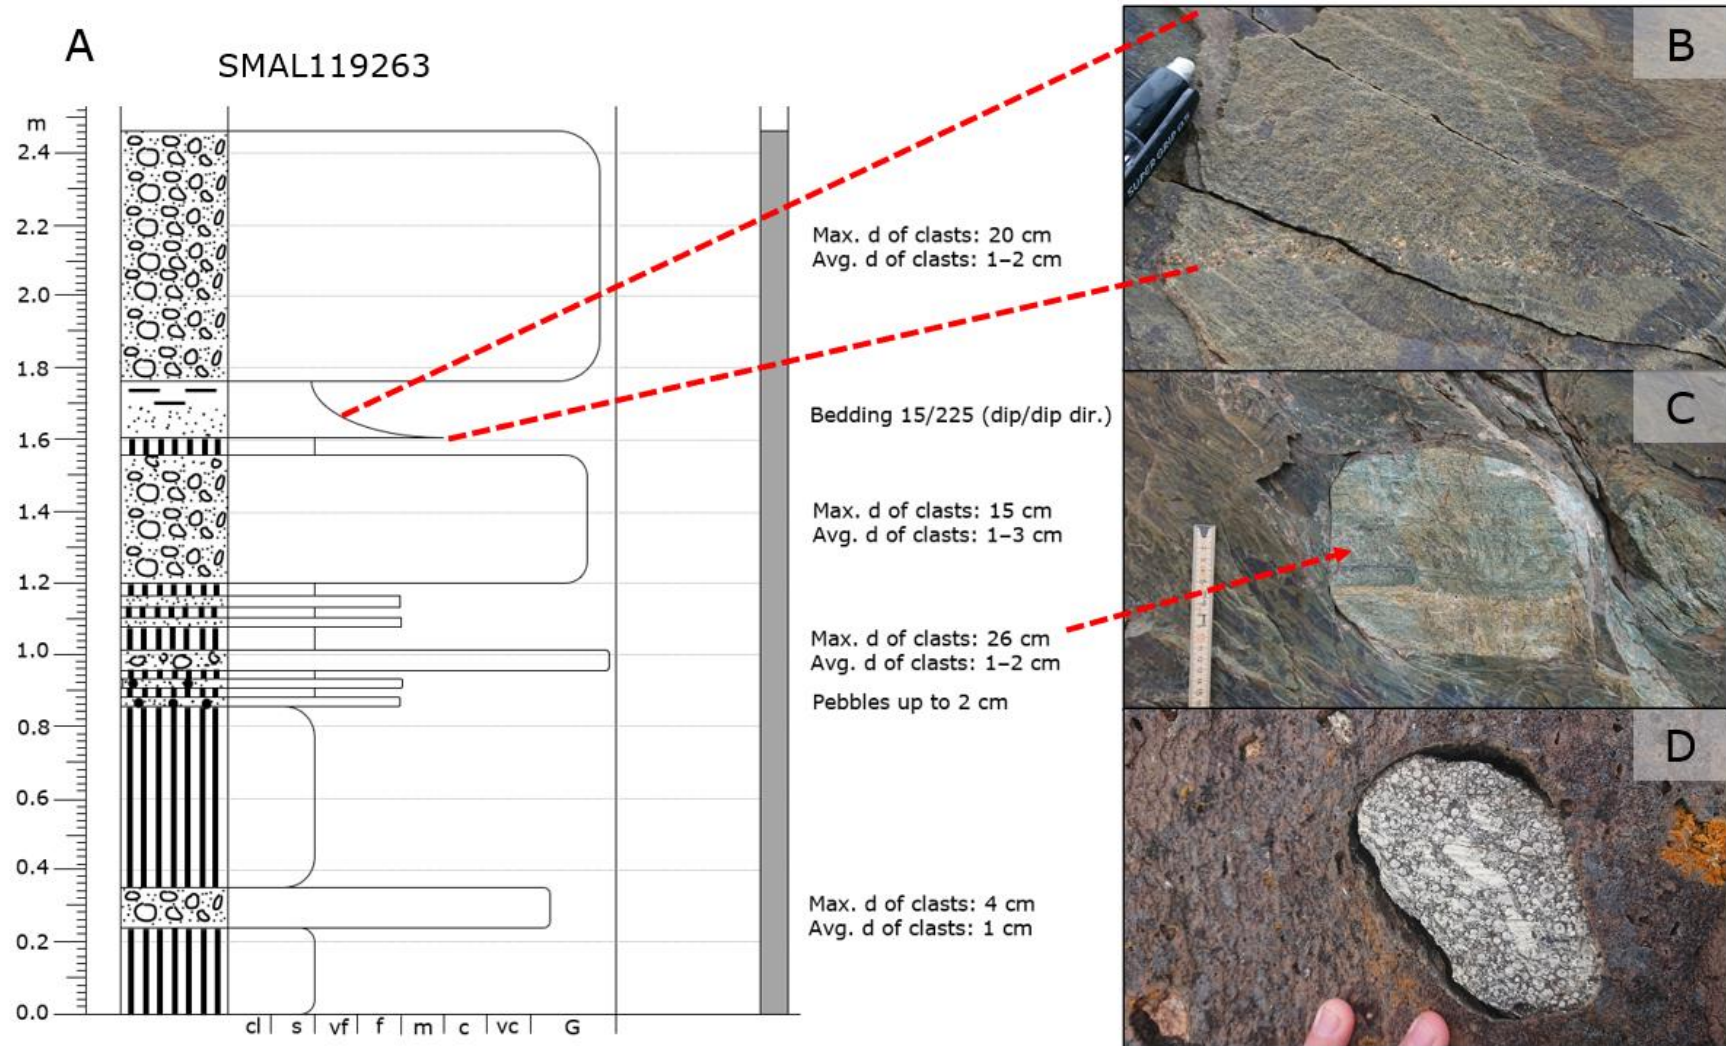 A
SMAL119263
m
2.4
2.2
2.0
1.8
1.6
1.4
1.2
1.0
0.8
0.6
0.4
0.2
0.0
cl s vf f m c vc G
Max. d of clasts: 20 cm
Avg. d of clasts: 1–2 cm
Bedding 15/225 (dip/dip dir.)
Max. d of clasts: 15 cm
Avg. d of clasts: 1–3 cm
Max. d of clasts: 26 cm
Avg. d of clasts: 1–2 cm
Pebbles up to 2 cm
Max. d of clasts: 4 cm
Avg. d of clasts: 1 cm
B
SUPER GRIP
C
D